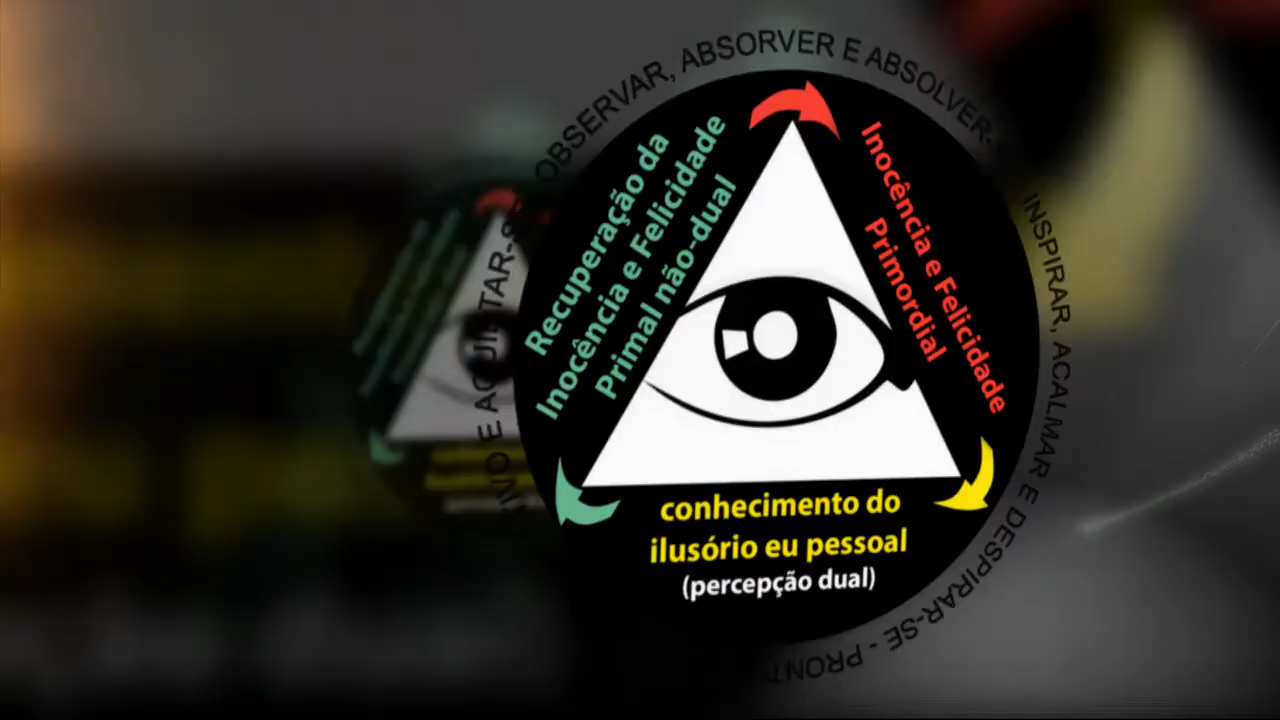 OBSERVAR, ABSORVER E ABSOLVER-
INSPIRAR, ACALMAR E DESPIRAR-SE -
Recuperação da
Inocência e Felicidade
Primal não-dual
Inocência e Felicidade
Primordial
conhecimento do
ilusório eu pessoal
(percepção dual)